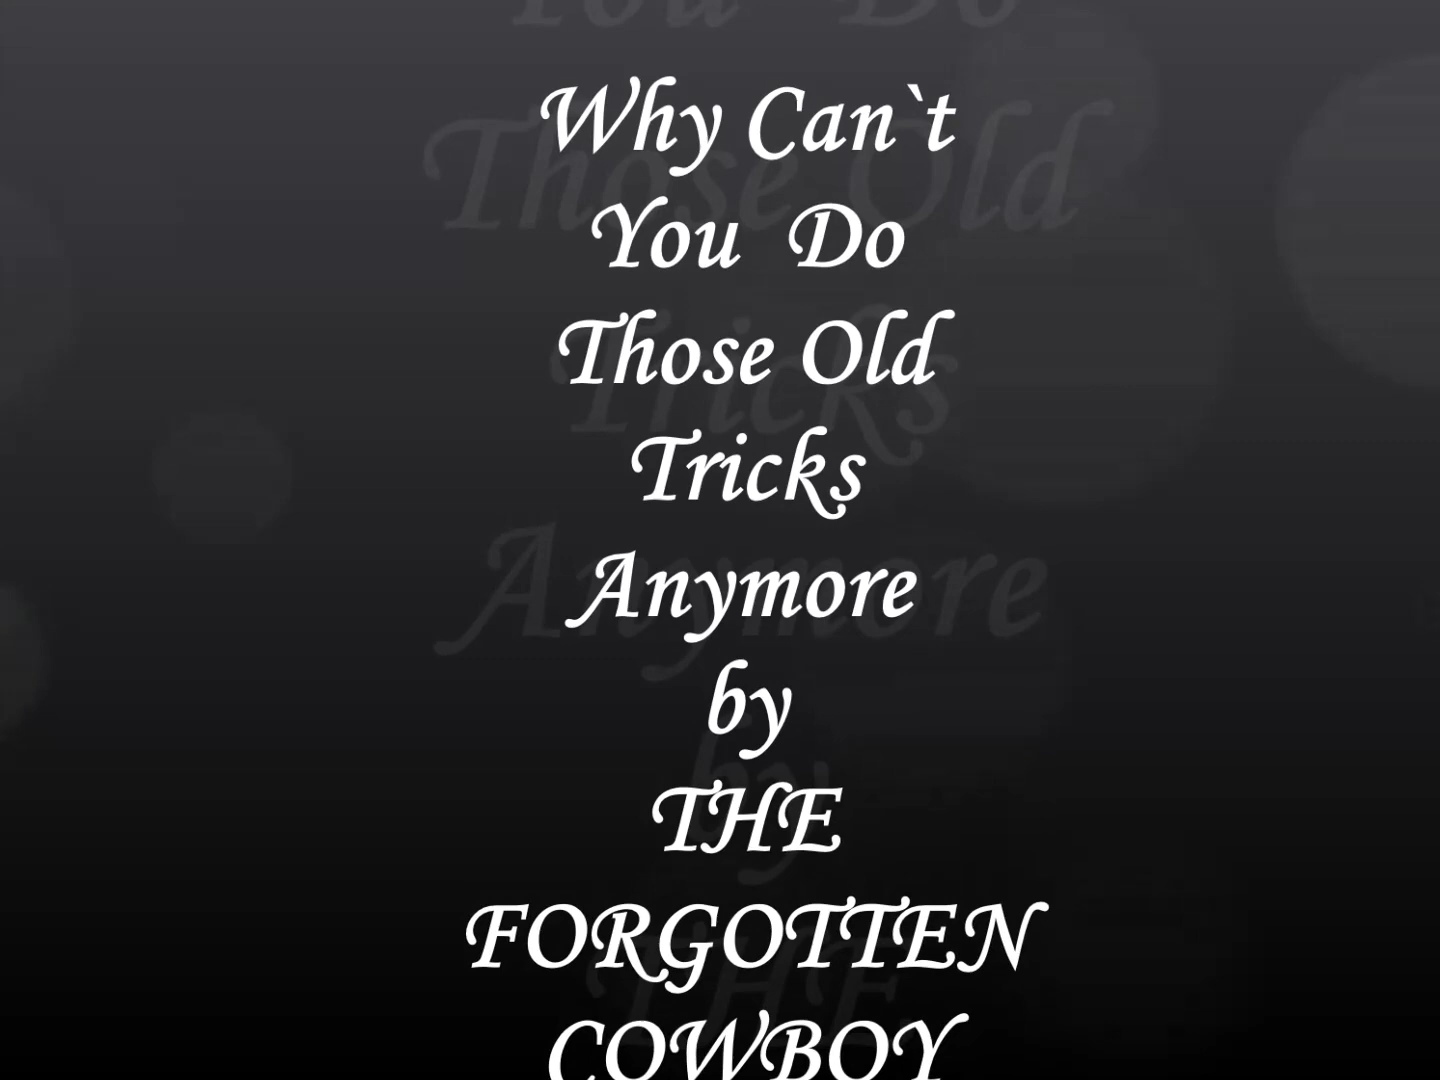 Why Can`t
You Do
Those Old
Tricks
Anymore
by
THE
FORGOTTEN
COWBOY